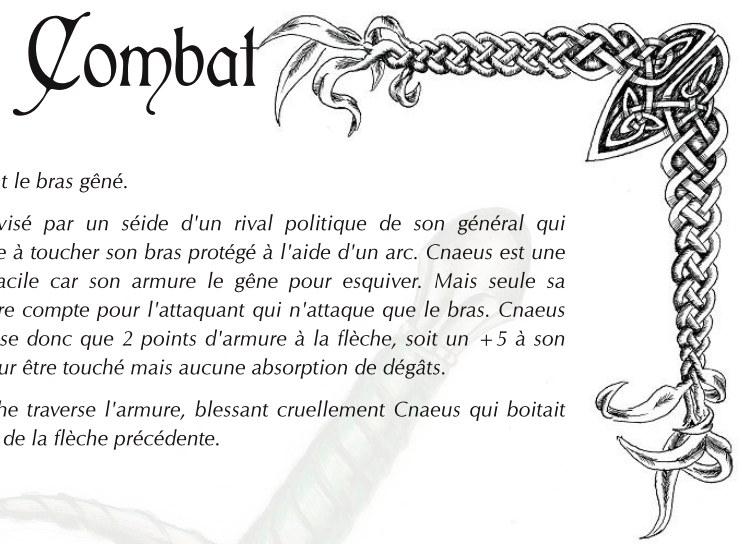 Combat
t le bras gêné.
visé par un séide d'un rival politique de son général qui
e à toucher son bras protégé à l'aide d'un arc. Cnaeus est une
acile car son armure le gêne pour esquiver. Mais seule sa
re compte pour l'attaquant qui n'attaque que le bras. Cnaeus
se donc que 2 points d'armure à la flèche, soit un +5 à son
ur être touché mais aucune absorption de dégâts.
he traverse l'armure, blessant cruellement Cnaeus qui boitait
de la flèche précédente.